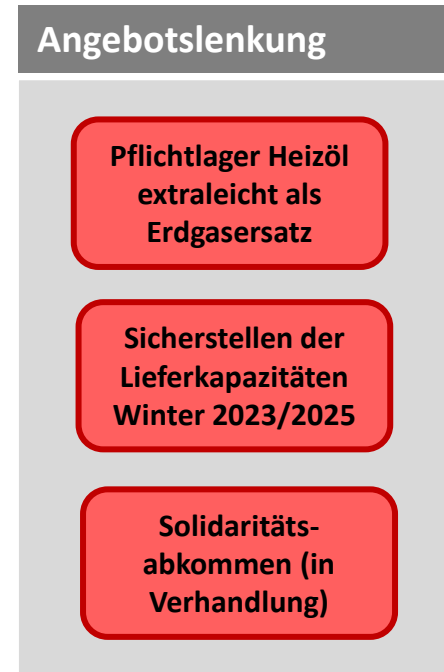 Angebotslenkung
Pflichtlager Heizöl
extraleicht als
Erdgasersatz
Sicherstellen der
Lieferkapazitäten
Winter 2023/2025
Solidaritäts-
abkommen (in
Verhandlung)